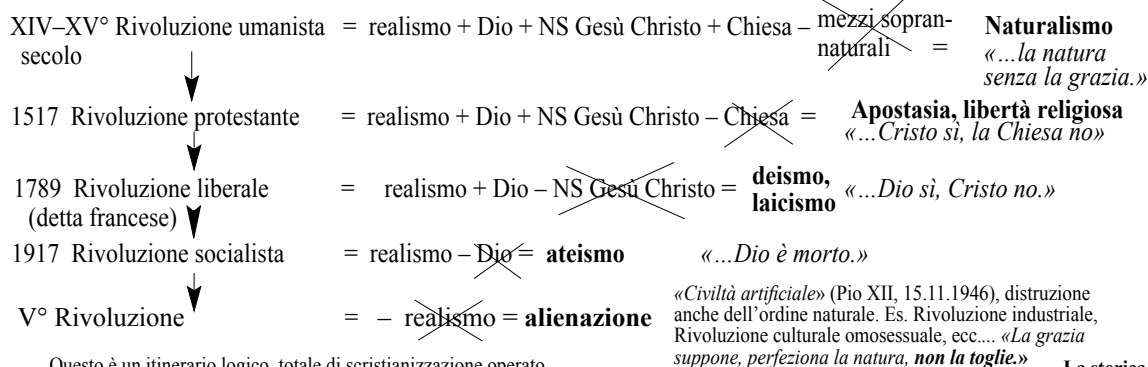 XIV–XV° Rivoluzione umanista = realismo + Dio + NS Gesù Christo + Chiesa – mezzi sopran-
secolo naturali = Naturalismo
«…la natura
senza la grazia.»
1517 Rivoluzione protestante = realismo + Dio + NS Gesù Christo – Chiesa = Apostasia, libertà religiosa
«…Cristo sì, la Chiesa no»
1789 Rivoluzione liberale = realismo + Dio – NS Gesù Christo = deismo,
laicismo «…Dio sì, Cristo no.»
(detta francese)
1917 Rivoluzione socialista = realismo – Dio = ateismo «…Dio è morto.»
V° Rivoluzione = – realismo = alienazione
«Civiltà artificiale» (Pio XII, 15.11.1946), distruzione
anche dell'ordine naturale. Es. Rivoluzione industriale,
Rivoluzione culturale omosessuale, ecc.... «La grazia
suppone, perfeziona la natura, non la toglie.»
Questo è un itinerario logico, totale di scristianizzazione operato